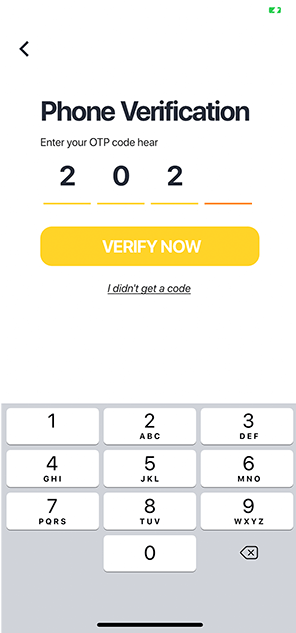 Phone Verification
Enter your OTP code hear
2 0 2
VERIFY NOW
I didn't get a code
1 2 3
ABC DEF
4 5 6
GHI JKL MNO
7 8 9
PQRS TUV WXYZ
0